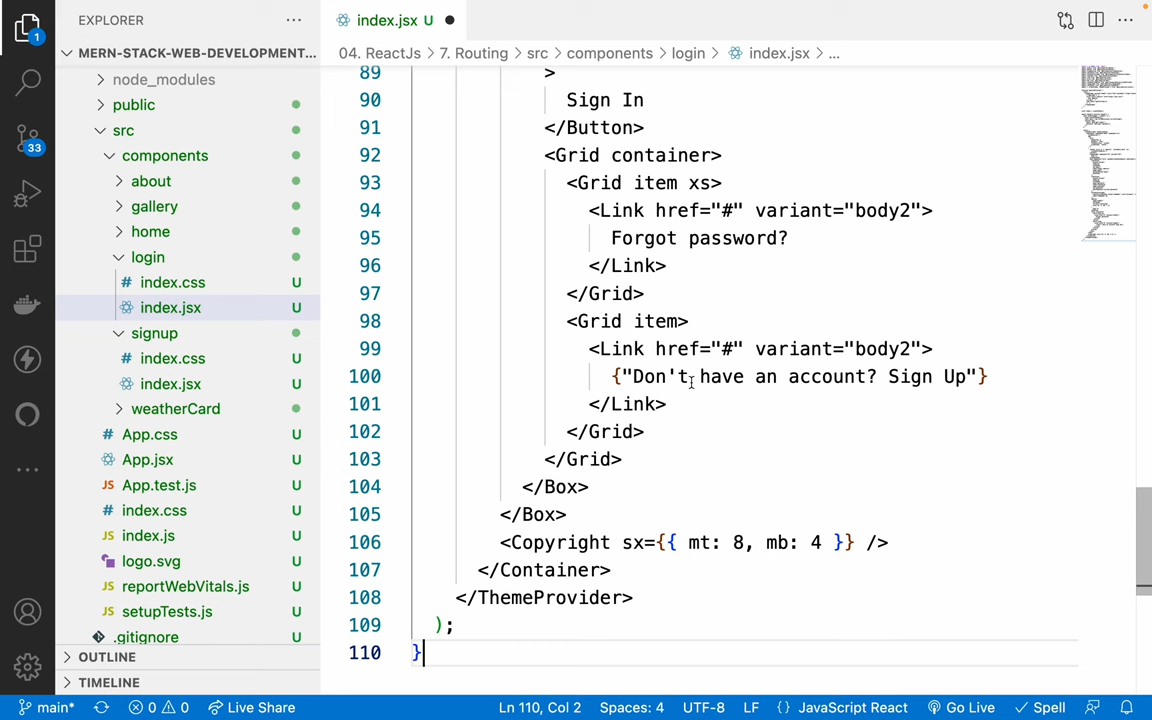 EXPLORER
index.jsx U
MERN-STACK-WEB-DEVELOPMENT...
04. ReactJs > 7. Routing > src > components > login > index.jsx > ...
1
33
node_modules
public
src
components
about
gallery
home
login
index.css U
index.jsx U
signup
index.css U
index.jsx U
weatherCard
App.css U
App.jsx U
App.test.js U
index.css U
index.js U
logo.svg U
reportWebVitals.js U
setupTests.js U
.gitignore U
OUTLINE
TIMELINE
89 >
90 Sign In
91 </Button>
92 <Grid container>
93 <Grid item xs>
94 <Link href="#" variant="body2">
95 Forgot password?
96 </Link>
97 </Grid>
98 <Grid item>
99 <Link href="#" variant="body2">
100 {"Don't have an account? Sign Up"}
101 </Link>
102 </Grid>
103 </Grid>
104 </Box>
105 </Box>
106 <Copyright sx={{ mt: 8, mb: 4 }} />
107 </Container>
108 </ThemeProvider>
109 );
110 }
main* 0 0 Live Share Ln 110, Col 2 Spaces: 4 UTF-8 LF {} JavaScript React Go Live Spell